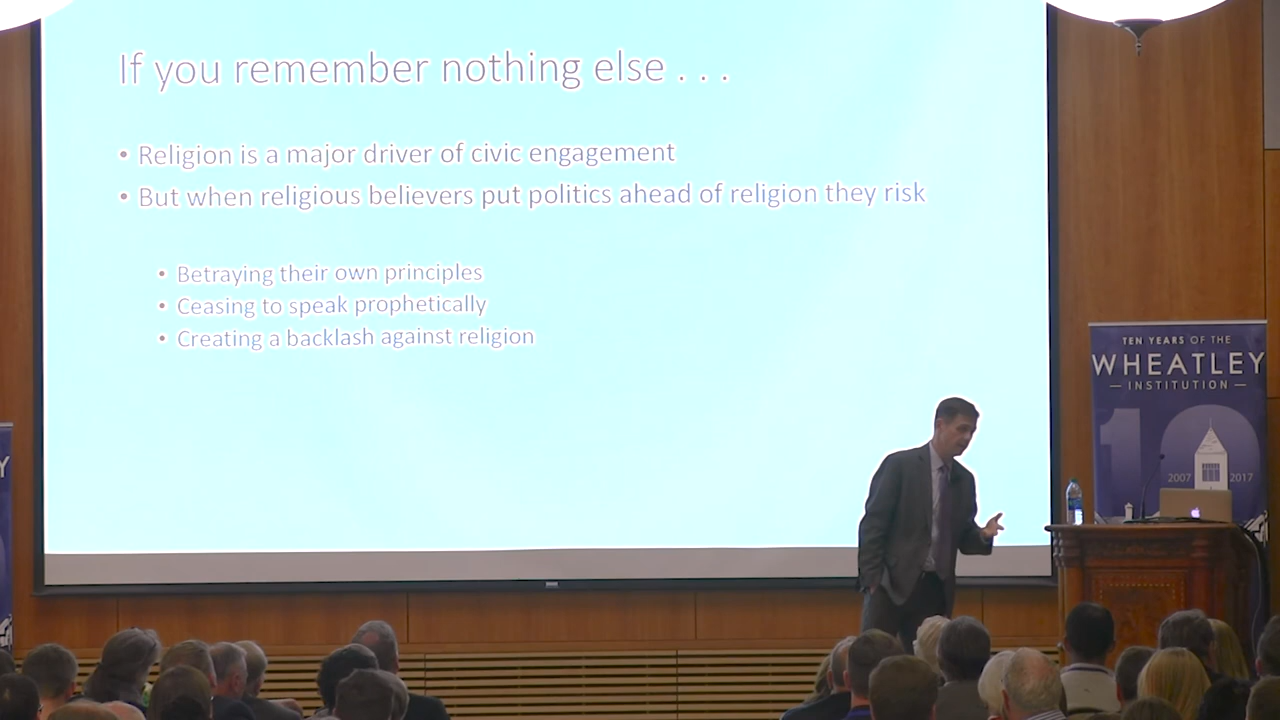 If you remember nothing else . . .
• Religion is a major driver of civic engagement
• But when religious believers put politics ahead of religion they risk
• Betraying their own principles
• Ceasing to speak prophetically
• Creating a backlash against religion
TEN YEARS OF THE
WHEATLEY
— INSTITUTION —
10
2007 2017
Y